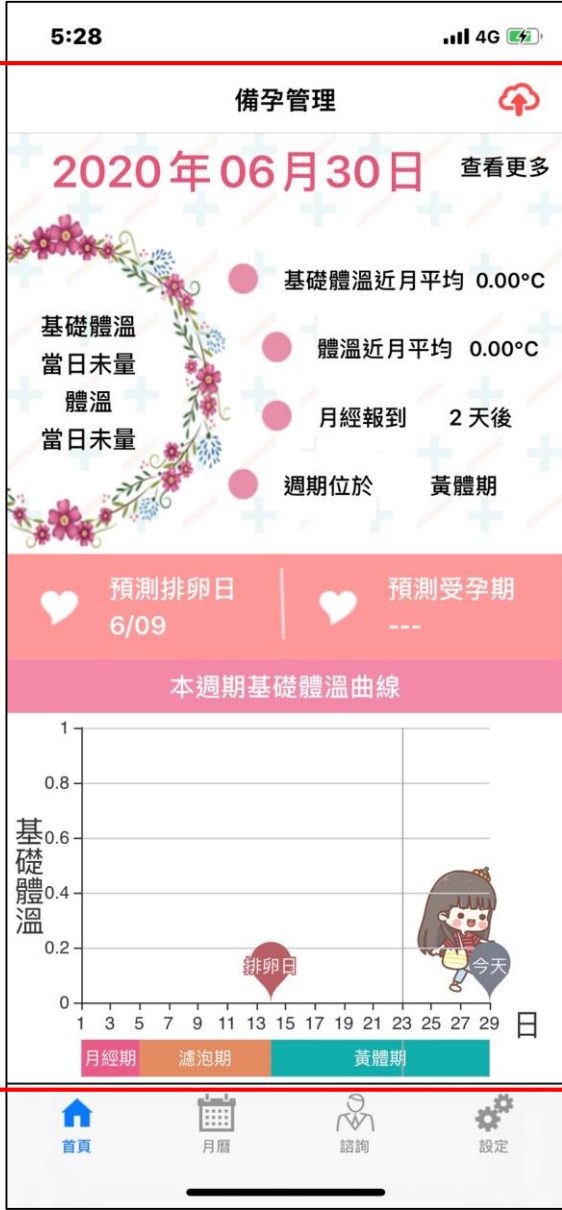 5:28
4G
備孕管理
2020年06月30日
查看更多
基礎體溫
當日未量
體溫
當日未量
基礎體溫近月平均 0.00°C
體溫近月平均 0.00°C
月經報到 2 天後
週期位於 黃體期
預測排卵日
6/09
預測受孕期
---
本週期基礎體溫曲線
基礎體溫
1
0.8
0.6
0.4
0.2
0
排卵日
今天
1 3 5 7 9 11 13 15 17 19 21 23 25 27 29 日
月經期 濾泡期 黃體期
首頁 月曆 諮詢 設定